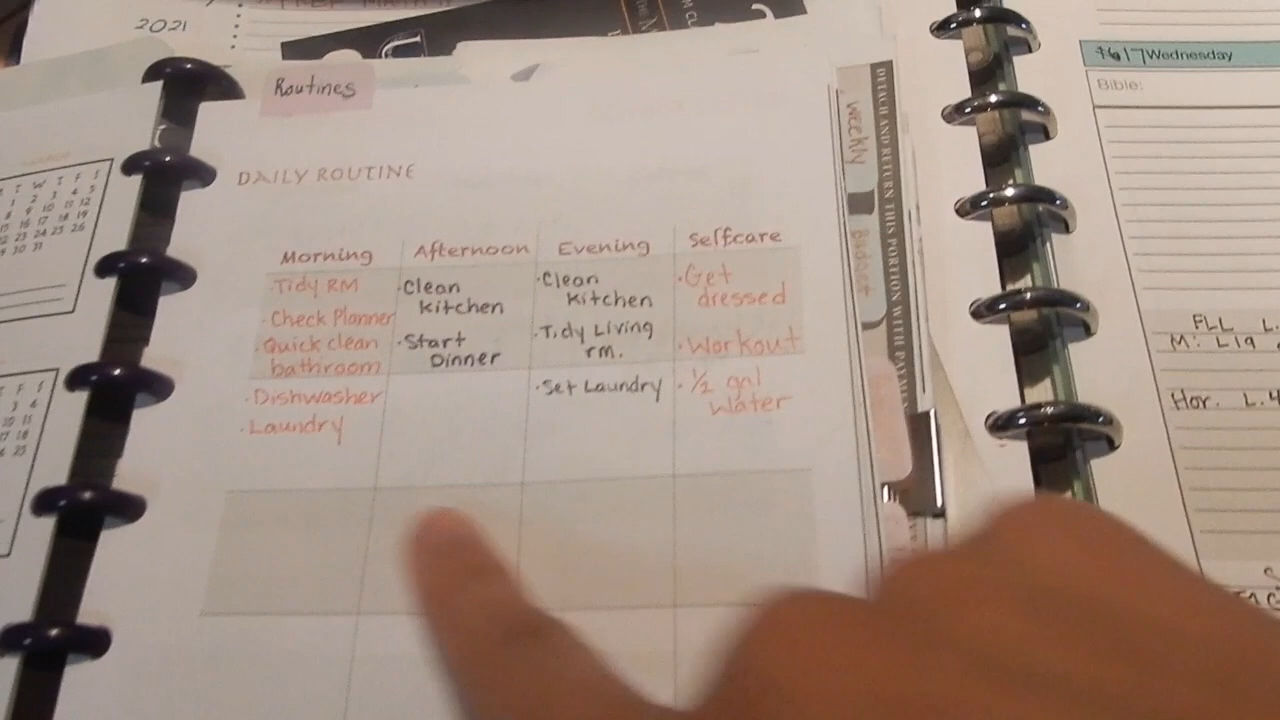 2021
Routines
DAILY ROUTINE
Morning
Tidy RM
Check Planner
Quick clean
bathroom
Dishwasher
Laundry
Afternoon
Clean
Kitchen
Start
Dinner
Evening
Clean
Kitchen
Tidy Living
rm.
Set Laundry
Selfcare
Get
dressed
Workout
1/2 gal
Water
weekly
Budget
DETACH AND RETURN THIS PORTION WITH
17 Wednesday
Bible:
FLL L.
M: L19
Hor. L.4